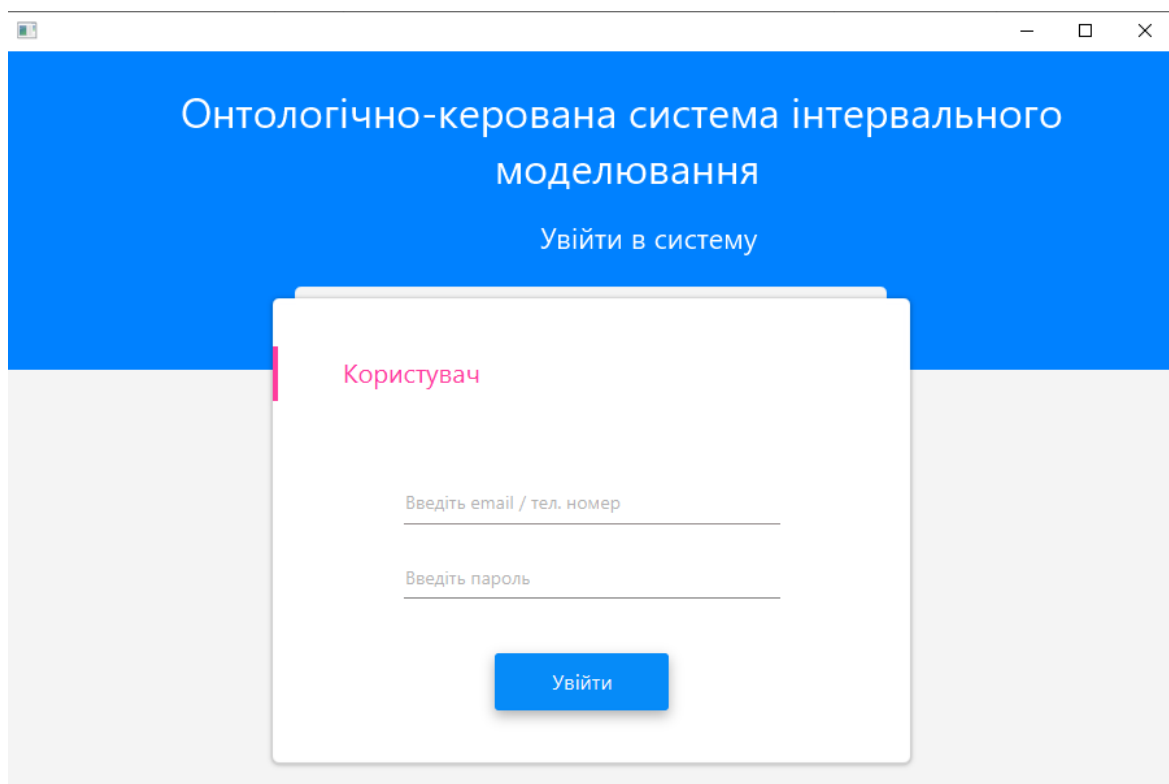 Онтологічно-керована система інтервального
моделювання
Увійти в систему
Користувач
Введіть email / тел. номер
Введіть пароль
Увійти